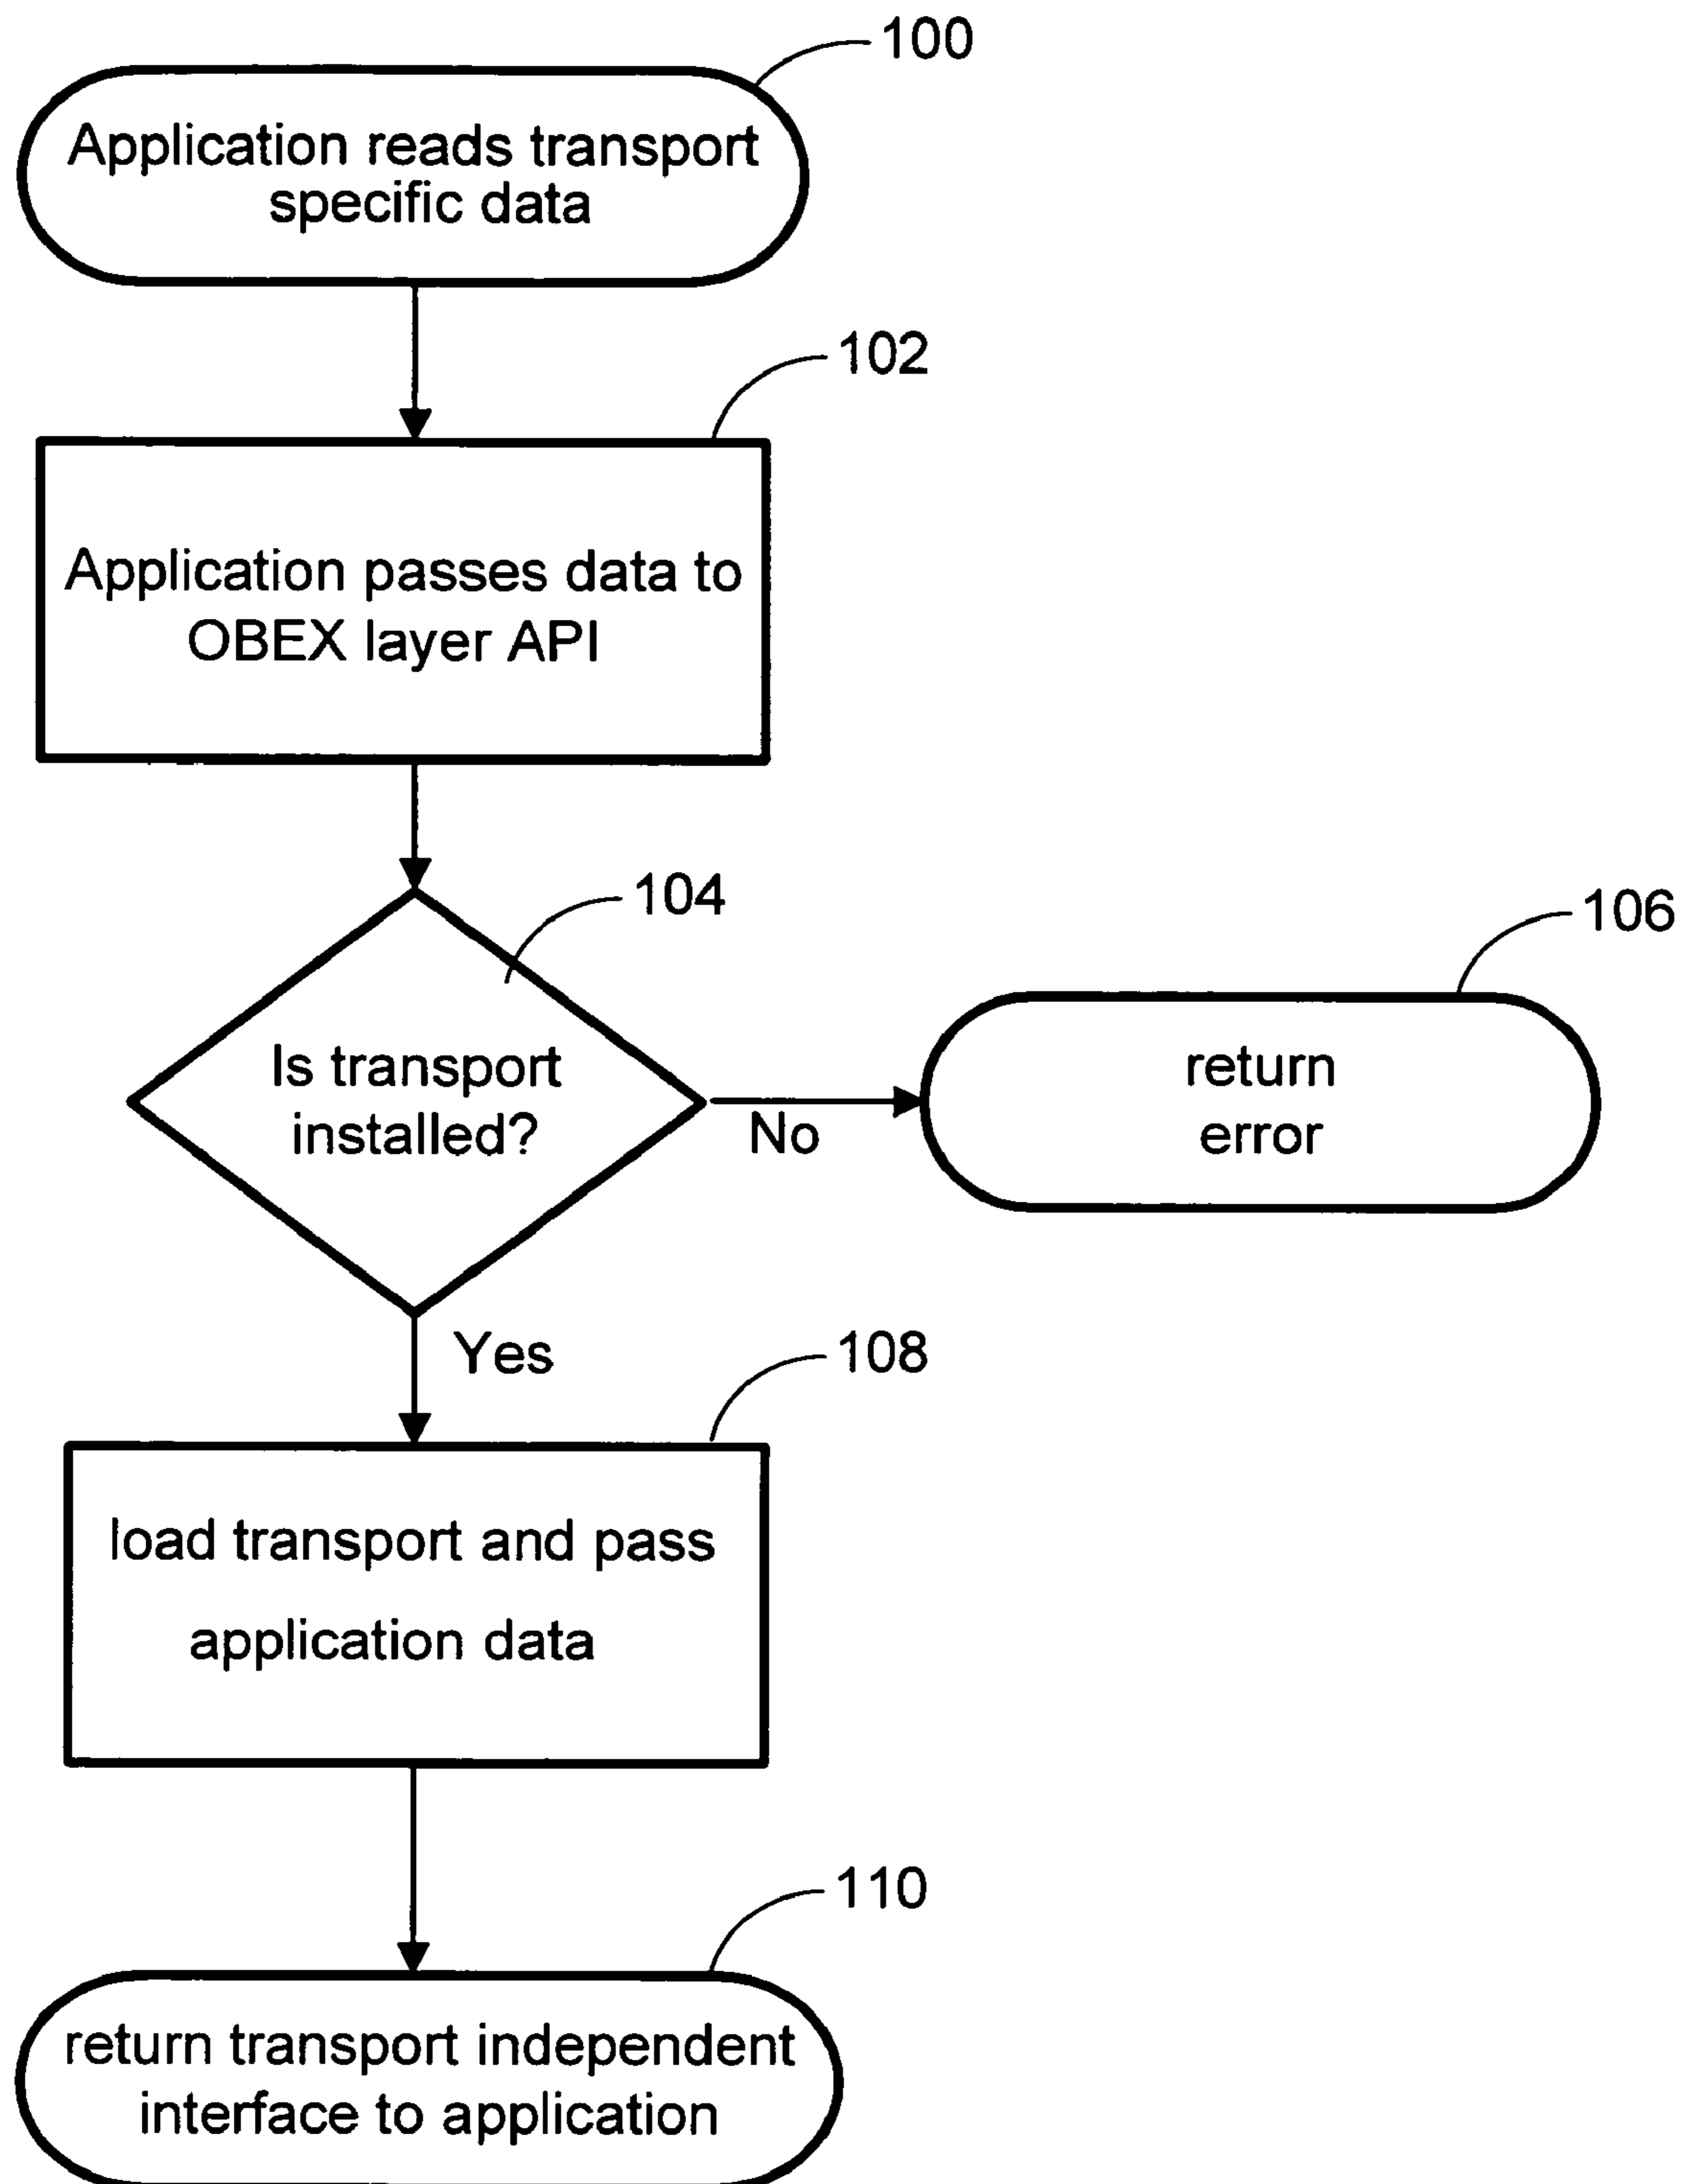 100
Application reads transport
specific data
102
Application passes data to
OBEX layer API
104
106
Is transport
installed?
return
error
No
Yes
108
load transport and pass
application data
110
return transport independent
interface to application